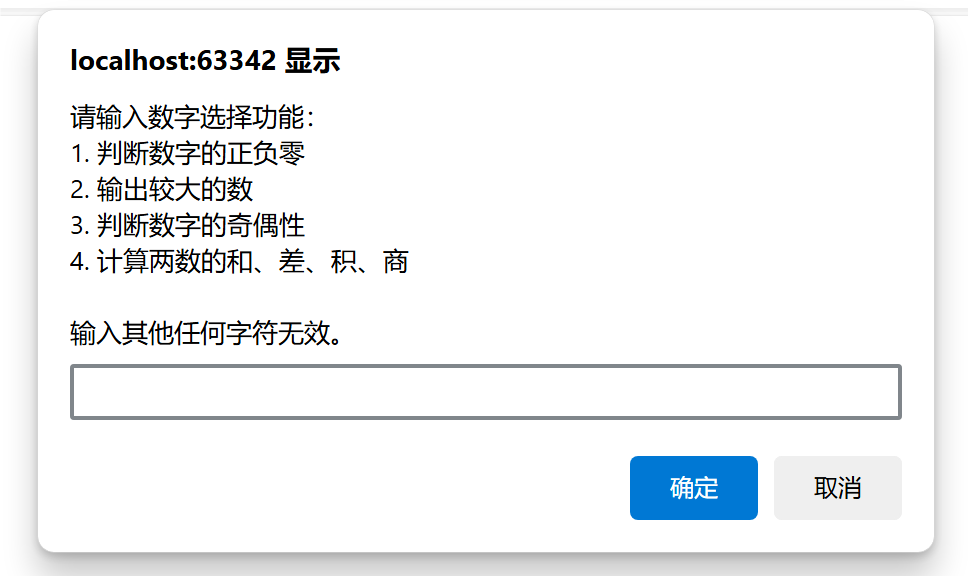 localhost:63342 显示
请输入数字选择功能：
1. 判断数字的正负零
2. 输出较大的数
3. 判断数字的奇偶性
4. 计算两数的和、差、积、商
输入其他任何字符无效。
确定
取消